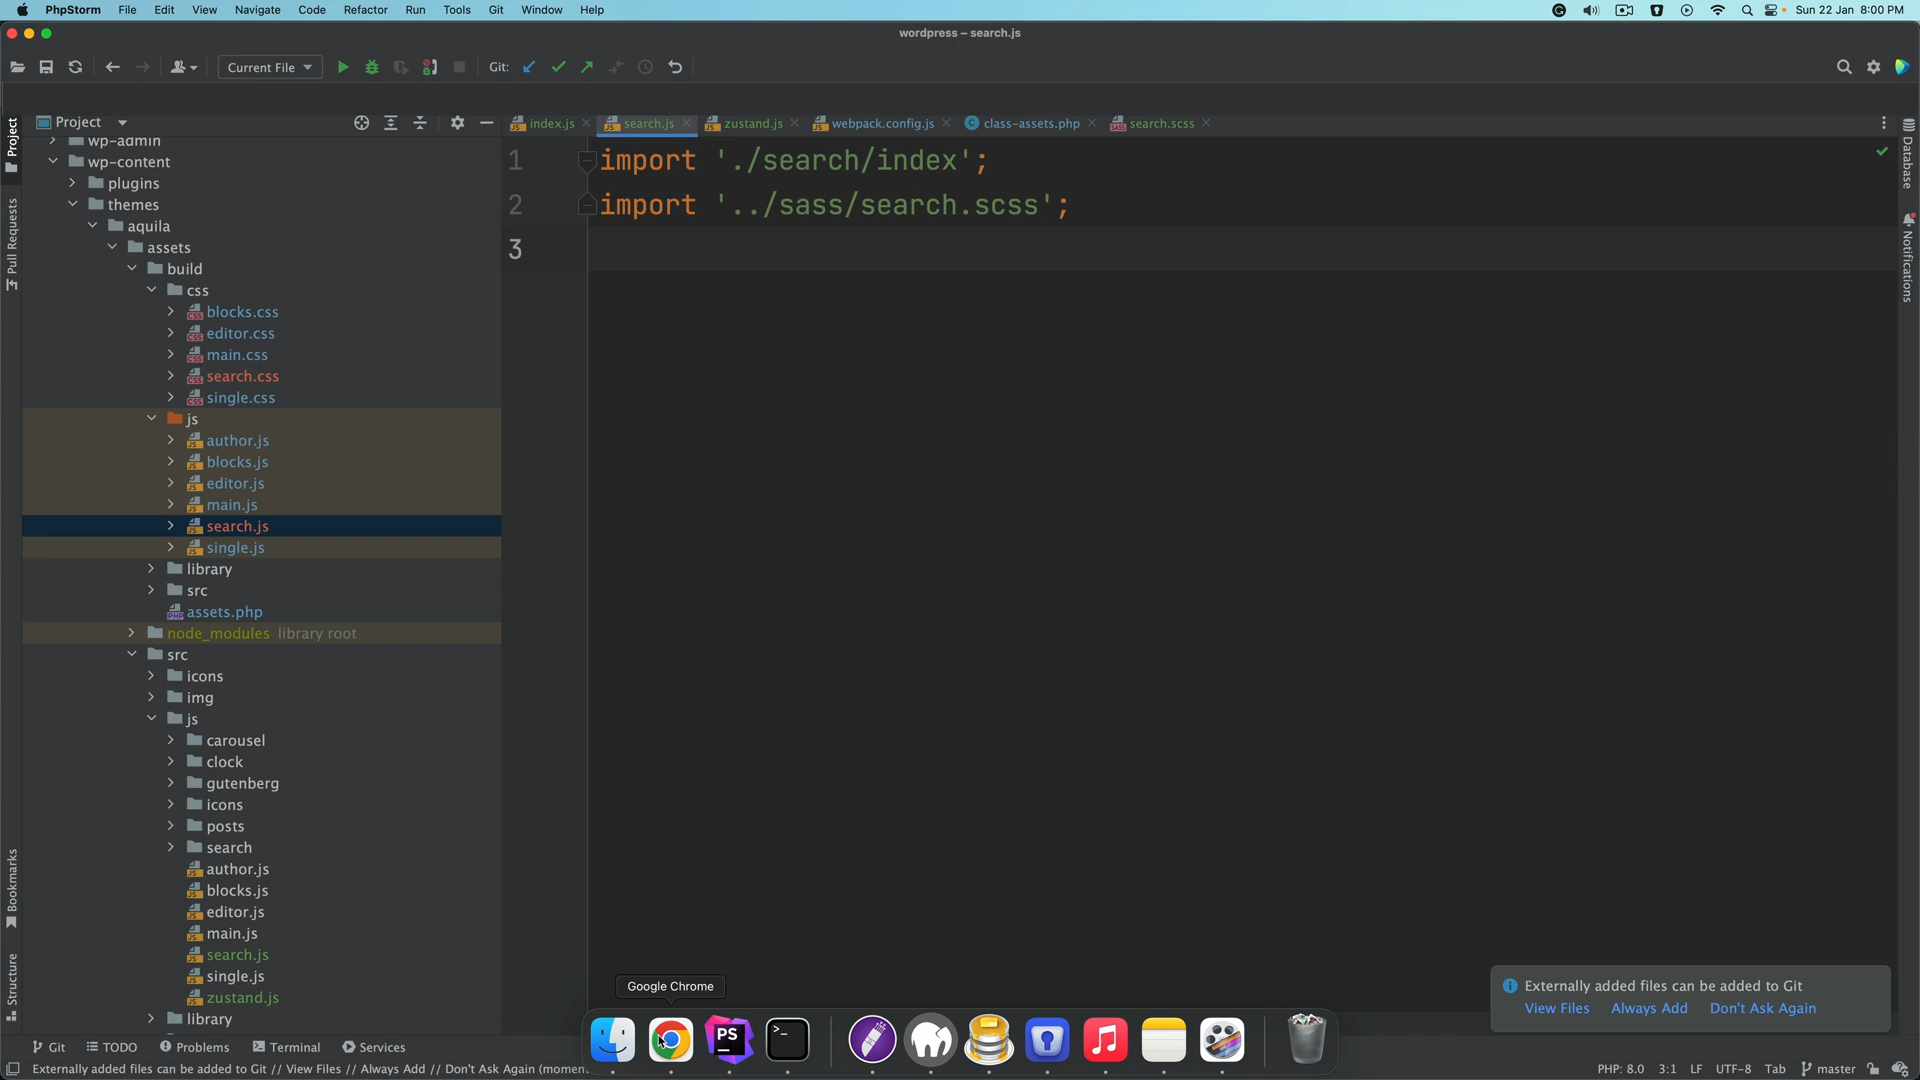 PhpStorm File Edit View Navigate Code Refactor Run Tools Git Window Help Sun 22 Jan 8:00 PM
wordpress – search.js
Current File Git:
Project index.js search.js zustand.js webpack.config.js class-assets.php search.scss
wp-admin
wp-content
plugins
themes
aquila
assets
build
css
blocks.css
editor.css
main.css
search.css
single.css
js
author.js
blocks.js
editor.js
main.js
search.js
single.js
library
src
assets.php
node_modules library root
src
icons
img
js
carousel
clock
gutenberg
icons
posts
search
author.js
blocks.js
editor.js
main.js
search.js
single.js
zustand.js
library
1 import './search/index';
2 import '../sass/search.scss';
3
Project
Pull Requests
Bookmarks
Structure
Database
Notifications
Google Chrome
PS
Externally added files can be added to Git
View Files Always Add Don't Ask Again
Git TODO Problems Terminal Services
Externally added files can be added to Git // View Files // Always Add // Don't Ask Again (momen
PHP: 8.0 3:1 LF UTF-8 Tab master